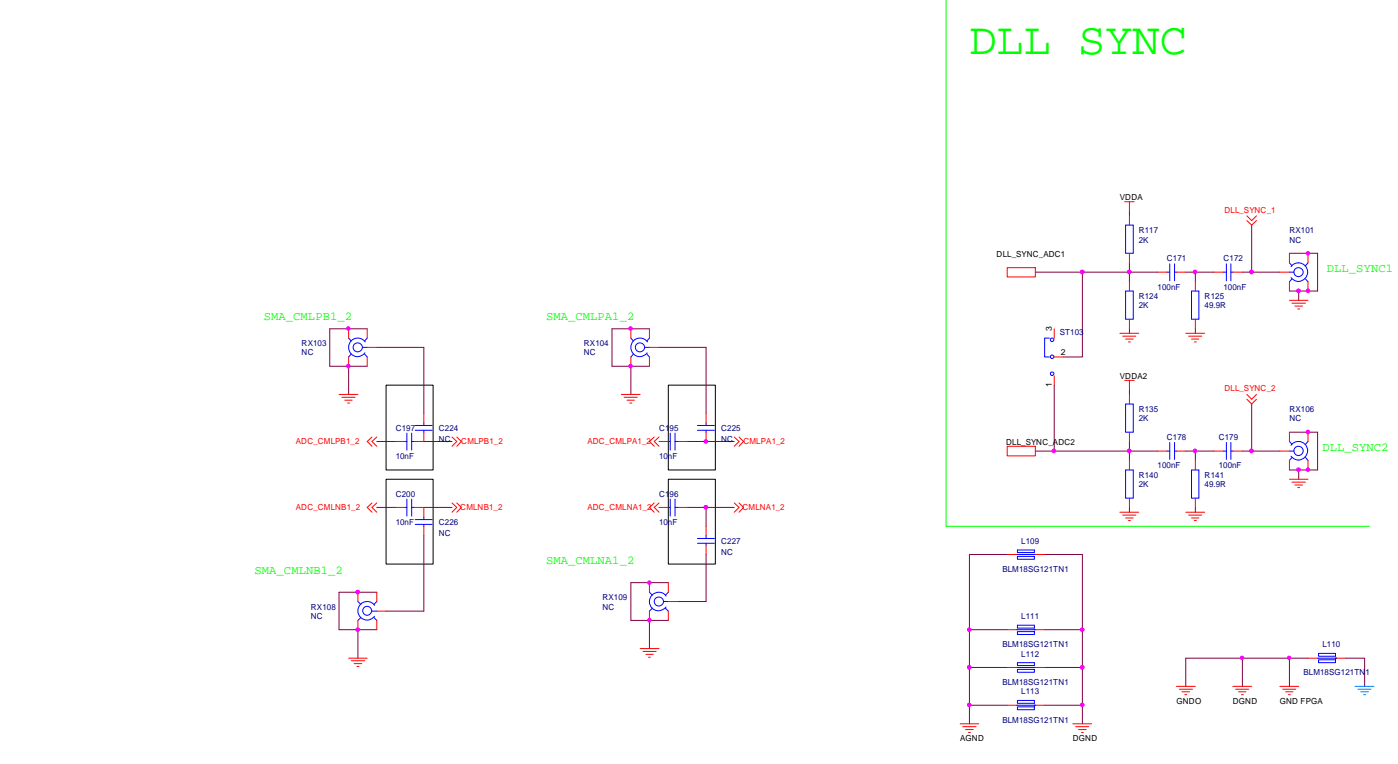 DLL SYNC
VDDA
DLL_SYNC_1
R117
2K
RX101
NC
DLL_SYNC_ADC1
C171
C172
DLL_SYNC1
100nF
100nF
R124
2K
R125
49.9R
3
ST103
2
1
VDDA2
DLL_SYNC_2
R135
2K
RX106
NC
DLL_SYNC_ADC2
C178
C179
DLL_SYNC2
100nF
100nF
R140
2K
R141
49.9R
SMA_CMLPB1_2
SMA_CMLPA1_2
RX103
NC
RX104
NC
C197
C224
NC
ADC_CMLPB1_2
CMLPB1_2
10nF
C195
C225
NC
ADC_CMLPA1_2
CMLPA1_2
10nF
C200
ADC_CMLNB1_2
CMLNB1_2
10nF
C226
NC
C196
ADC_CMLNA1_2
CMLNA1_2
10nF
C227
NC
SMA_CMLNB1_2
SMA_CMLNA1_2
RX108
NC
RX109
NC
L109
BLM18SG121TN1
L111
BLM18SG121TN1
L112
BLM18SG121TN1
L113
BLM18SG121TN1
AGND
DGND
L110
BLM18SG121TN1
GNDO
DGND
GND FPGA